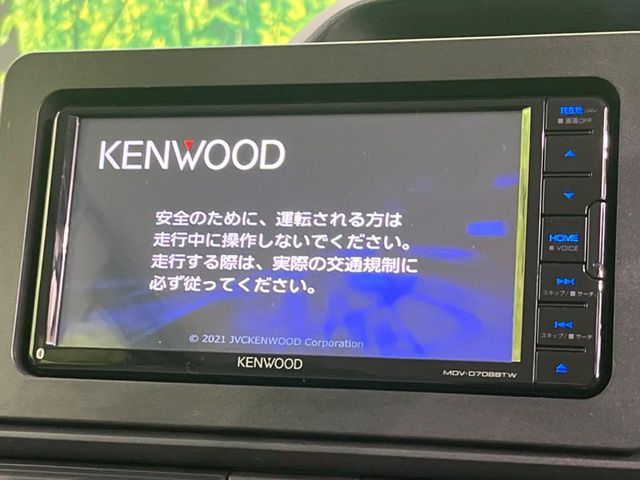 KENWOOD
安全のために、運転される方は
走行中に操作しないでください。
走行する際は、実際の交通規制に
必ず従ってください。
© 2021 JVCKENWOOD Corporation
KENWOOD
MDV-D708BTW
現在地 NAV
画面OFF
HOME
VOICE
スキップ/サーチ
スキップ/サーチ